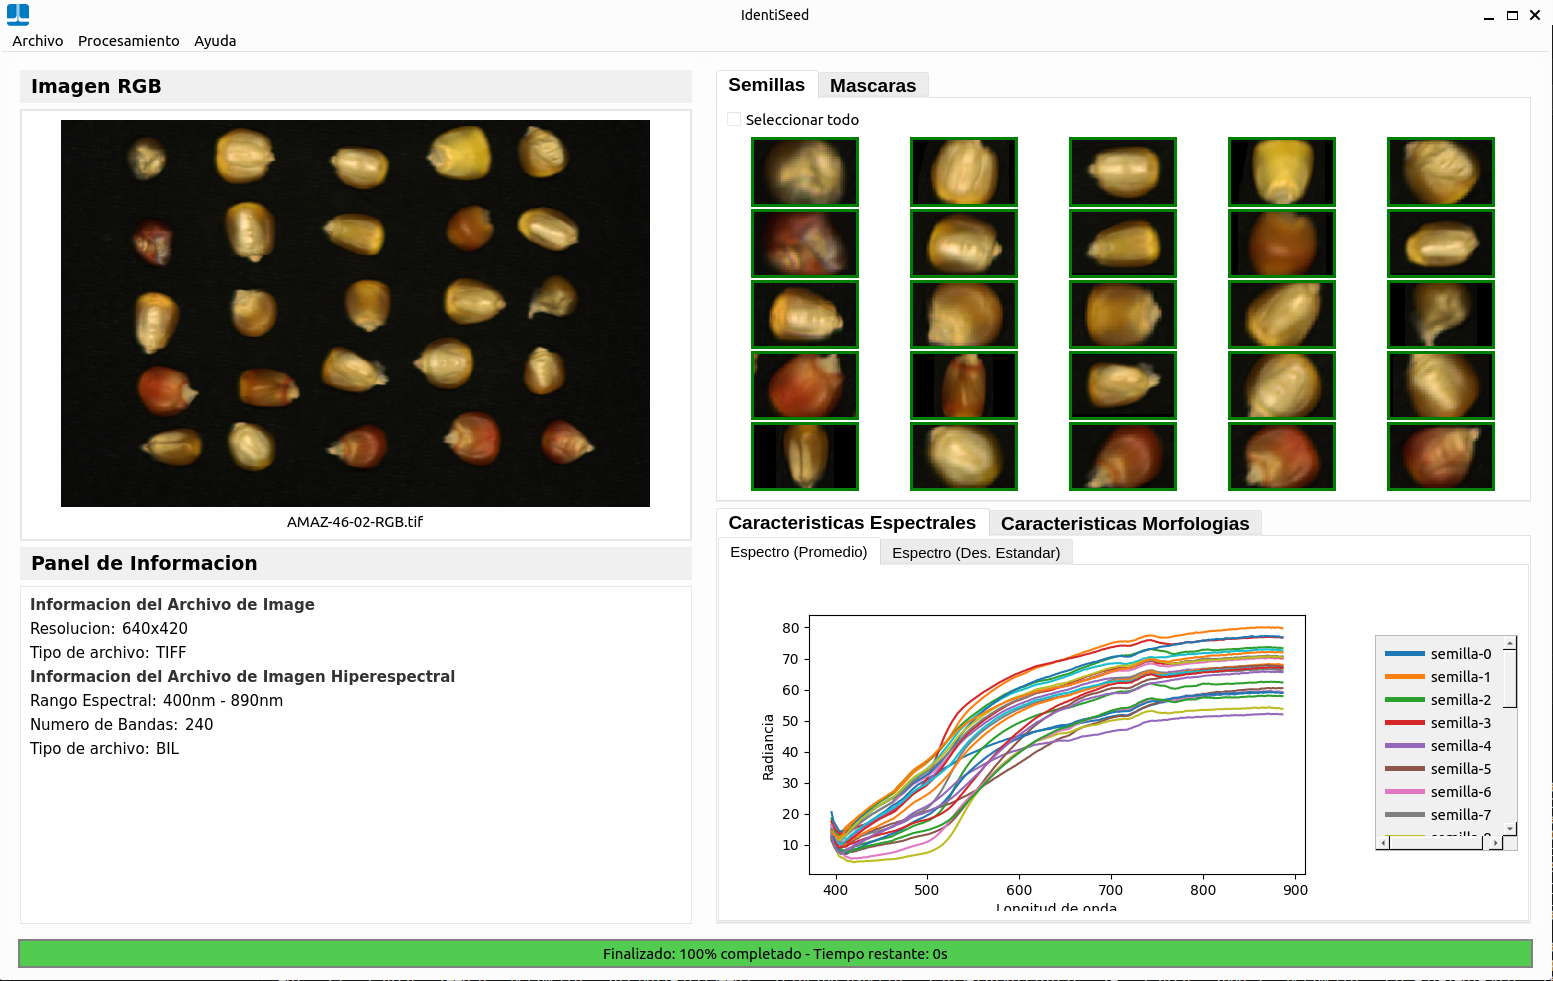 IdentiSeed
Archivo Procesamiento Ayuda
Imagen RGB
AMAZ-46-02-RGB.tif
Panel de Informacion
Informacion del Archivo de Image
Resolucion: 640x420
Tipo de archivo: TIFF
Informacion del Archivo de Imagen Hiperespectral
Rango Espectral: 400nm - 890nm
Numero de Bandas: 240
Tipo de archivo: BIL
Semillas Mascaras
Seleccionar todo
Caracteristicas Espectrales Caracteristicas Morfologias
Espectro (Promedio) Espectro (Des. Estandar)
Radiancia
80
70
60
50
40
30
20
10
400 500 600 700 800 900
Longitud de onda
semilla-0
semilla-1
semilla-2
semilla-3
semilla-4
semilla-5
semilla-6
semilla-7
Finalizado: 100% completado - Tiempo restante: 0s